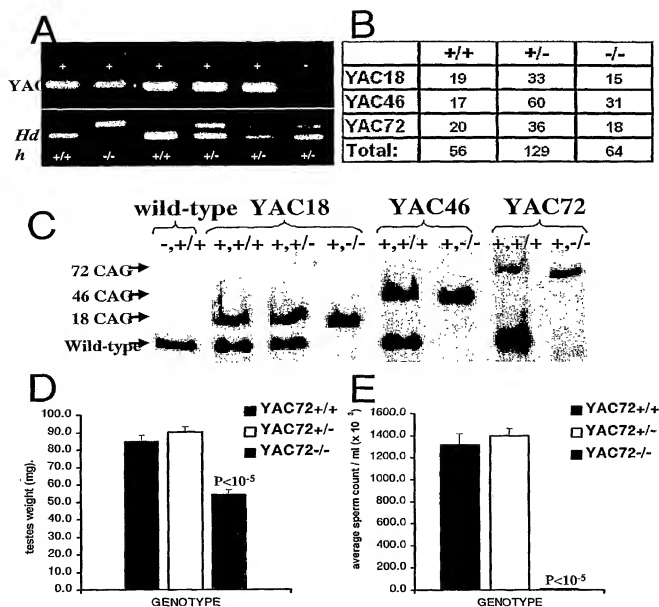 A
+ + + + + -
YAC
Hd
h
+/+ -/- +/+ +/- +/- +/-
B
+/+ +/- -/-
YAC18 19 33 15
YAC46 17 60 31
YAC72 20 36 18
Total: 56 129 64
C
wild-type YAC18 YAC46 YAC72
-,+/+ +,+/+ +,+/- +,-/- +,+/+ +,-/- +,+/+ +,-/-
72 CAG
46 CAG
18 CAG
Wild-type
D
YAC72+/+
YAC72+/-
YAC72-/-
P<10-5
testes weight (mg).
100.0
90.0
80.0
70.0
60.0
50.0
40.0
30.0
20.0
10.0
0.0
GENOTYPE
E
YAC72+/+
YAC72+/-
YAC72-/-
P<10-5
average sperm count / ml (x 10-3)
1600.0
1400.0
1200.0
1000.0
800.0
600.0
400.0
200.0
0.0
GENOTYPE